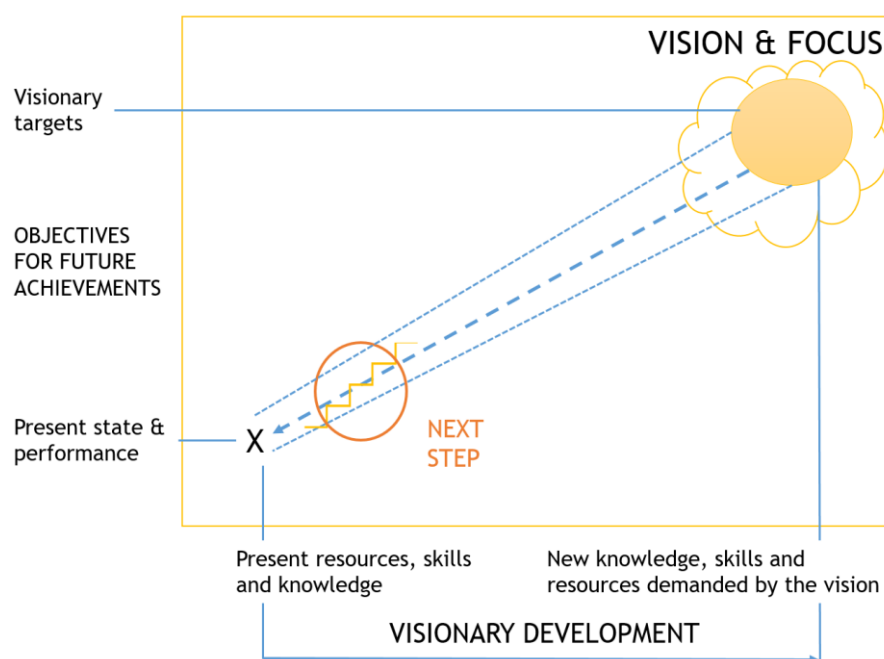 VISION & FOCUS
Visionary
targets
OBJECTIVES
FOR FUTURE
ACHIEVEMENTS
Present state &
performance
X
NEXT
STEP
Present resources, skills
and knowledge
New knowledge, skills and
resources demanded by the vision
VISIONARY DEVELOPMENT